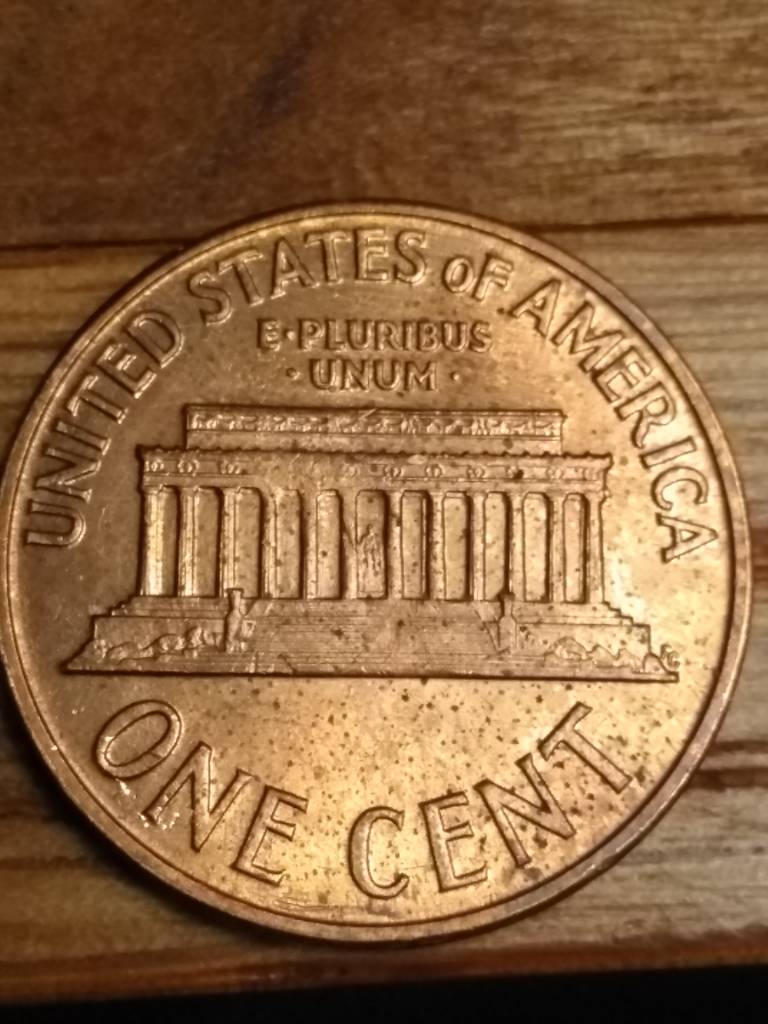 UNITED STATES OF AMERICA
E·PLURIBUS
·UNUM·
ONE CENT